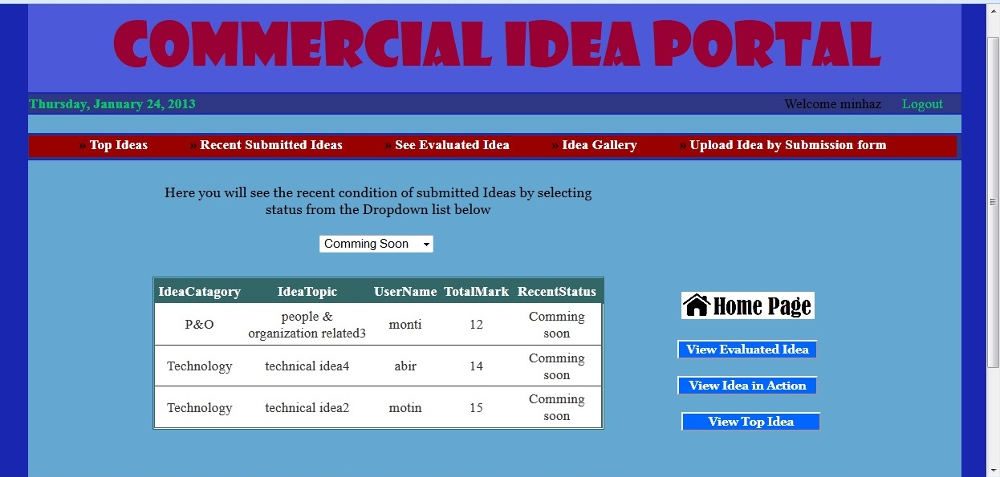 COMMERCIAL IDEA PORTAL
Thursday, January 24, 2013 Welcome minhaz Logout
» Top Ideas » Recent Submitted Ideas » See Evaluated Idea » Idea Gallery » Upload Idea by Submission form
Here you will see the recent condition of submitted Ideas by selecting
status from the Dropdown list below
Comming Soon
IdeaCatagory IdeaTopic UserName TotalMark RecentStatus
P&O people & organization related3 monti 12 Comming soon
Technology technical idea4 abir 14 Comming soon
Technology technical idea2 motin 15 Comming soon
Home Page
View Evaluated Idea
View Idea in Action
View Top Idea